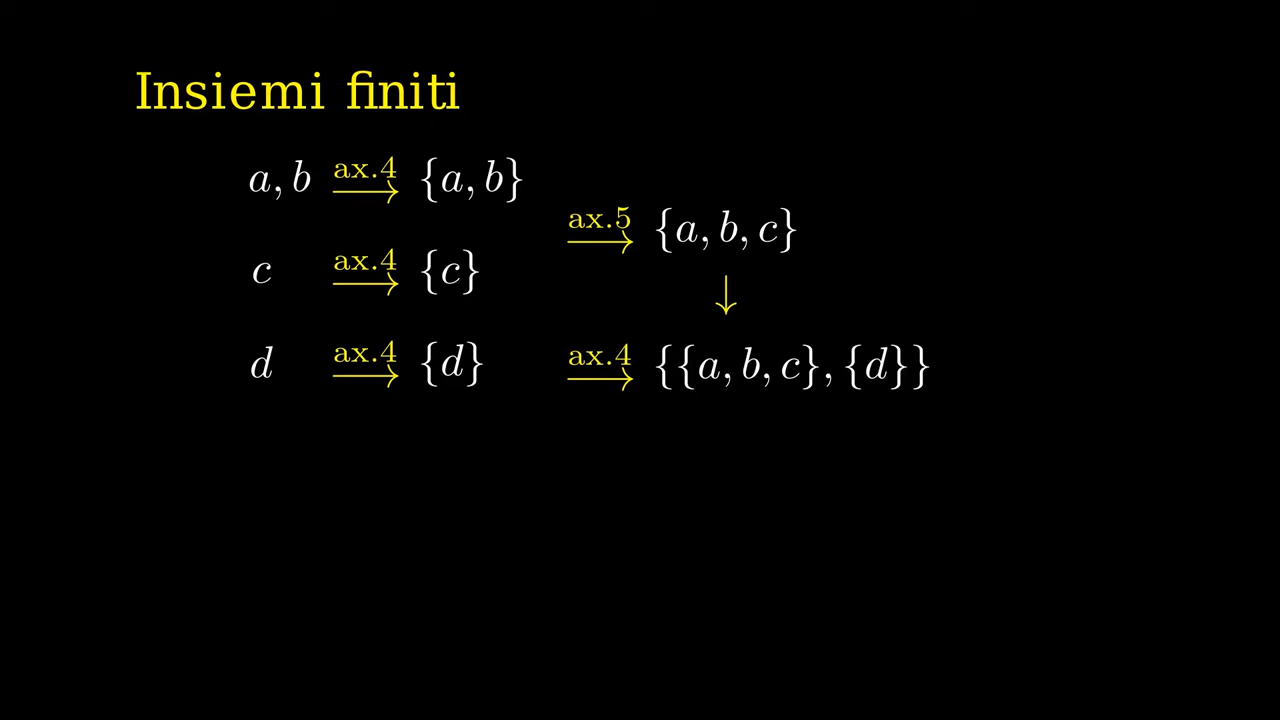 Insiemi finiti
a, b ax.4 → {a, b}
ax.5 → {a, b, c}
c ax.4 → {c}
↓
d ax.4 → {d} ax.4 → {{a, b, c}, {d}}